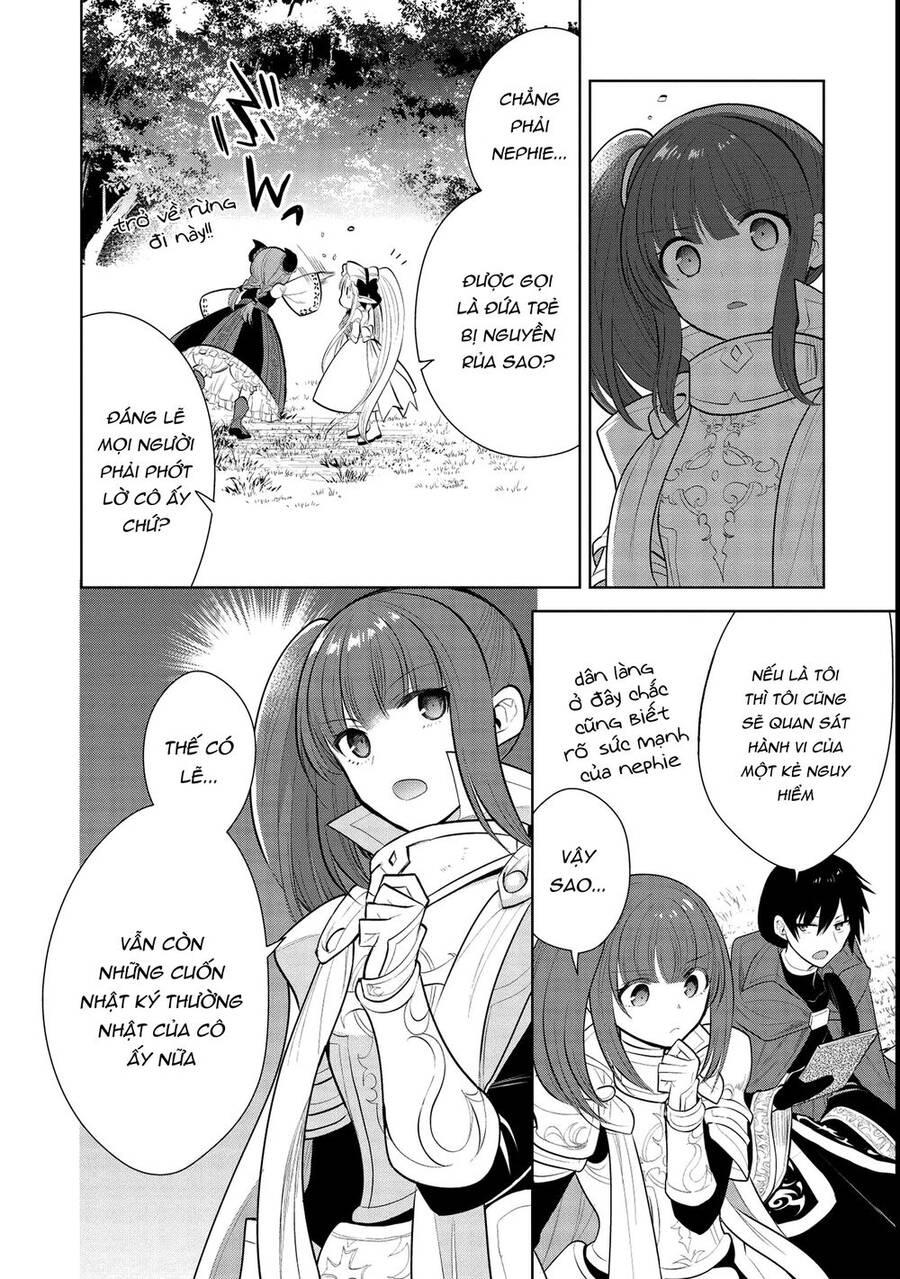 CHẲNG
PHẢI
NEPHIE...
ĐƯỢC GỌI
LÀ ĐỨA TRẺ
BỊ NGUYỀN
RỦA SAO?
trở về rừng
đi này!!
ĐÁNG LẼ
MỌI NGƯỜI
PHẢI PHỚT
LỜ CÔ ẤY
CHỨ?
NẾU LÀ TÔI
THÌ TÔI CŨNG
SẼ QUAN SÁT
HÀNH VI CỦA
MỘT KẺ NGUY
HIỂM
dân làng
ở đây chắc
cũng biết
rõ sức mạnh
của nephie
VẬY
SAO...
THẾ CÓ
LẼ...
VẪN CÒN
NHỮNG CUỐN
NHẬT KÝ THƯỜNG
NHẬT CỦA CÔ
ẤY NỮA